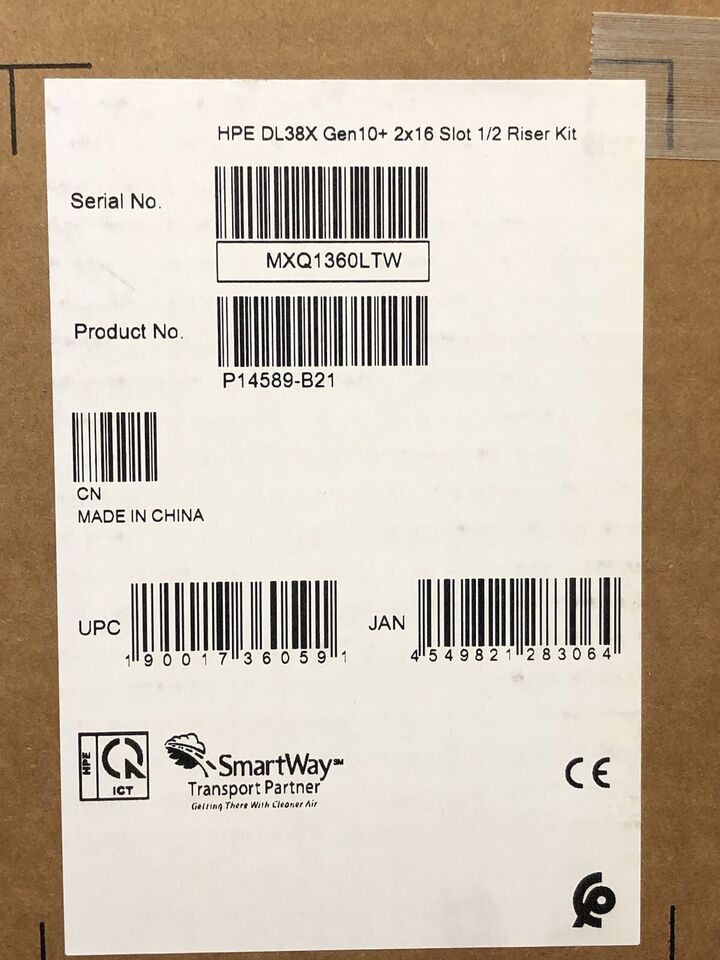 HPE DL38X Gen10+ 2x16 Slot 1/2 Riser Kit
Serial No.
MXQ1360LTW
Product No.
P14589-B21
CN
MADE IN CHINA
UPC
1 90017 36059 1
JAN
4 549821 283064
HPE
ICT
SmartWay℠
Transport Partner
Getting There With Cleaner Air
CE